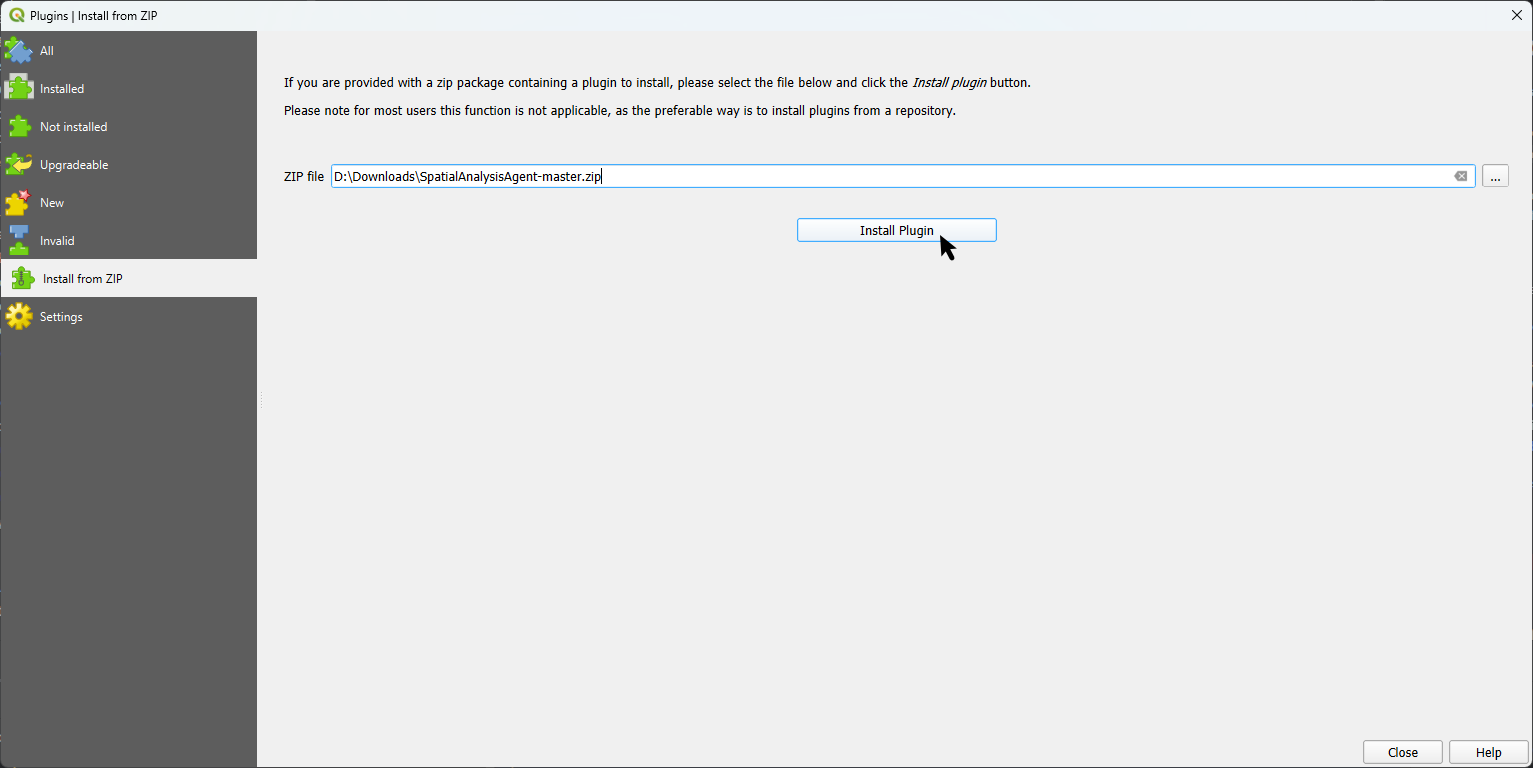 Plugins | Install from ZIP
All
Installed
Not installed
Upgradeable
New
Invalid
Install from ZIP
Settings
If you are provided with a zip package containing a plugin to install, please select the file below and click the Install plugin button.
Please note for most users this function is not applicable, as the preferable way is to install plugins from a repository.
ZIP file D:\Downloads\SpatialAnalysisAgent-master.zip ...
Install Plugin
Close Help